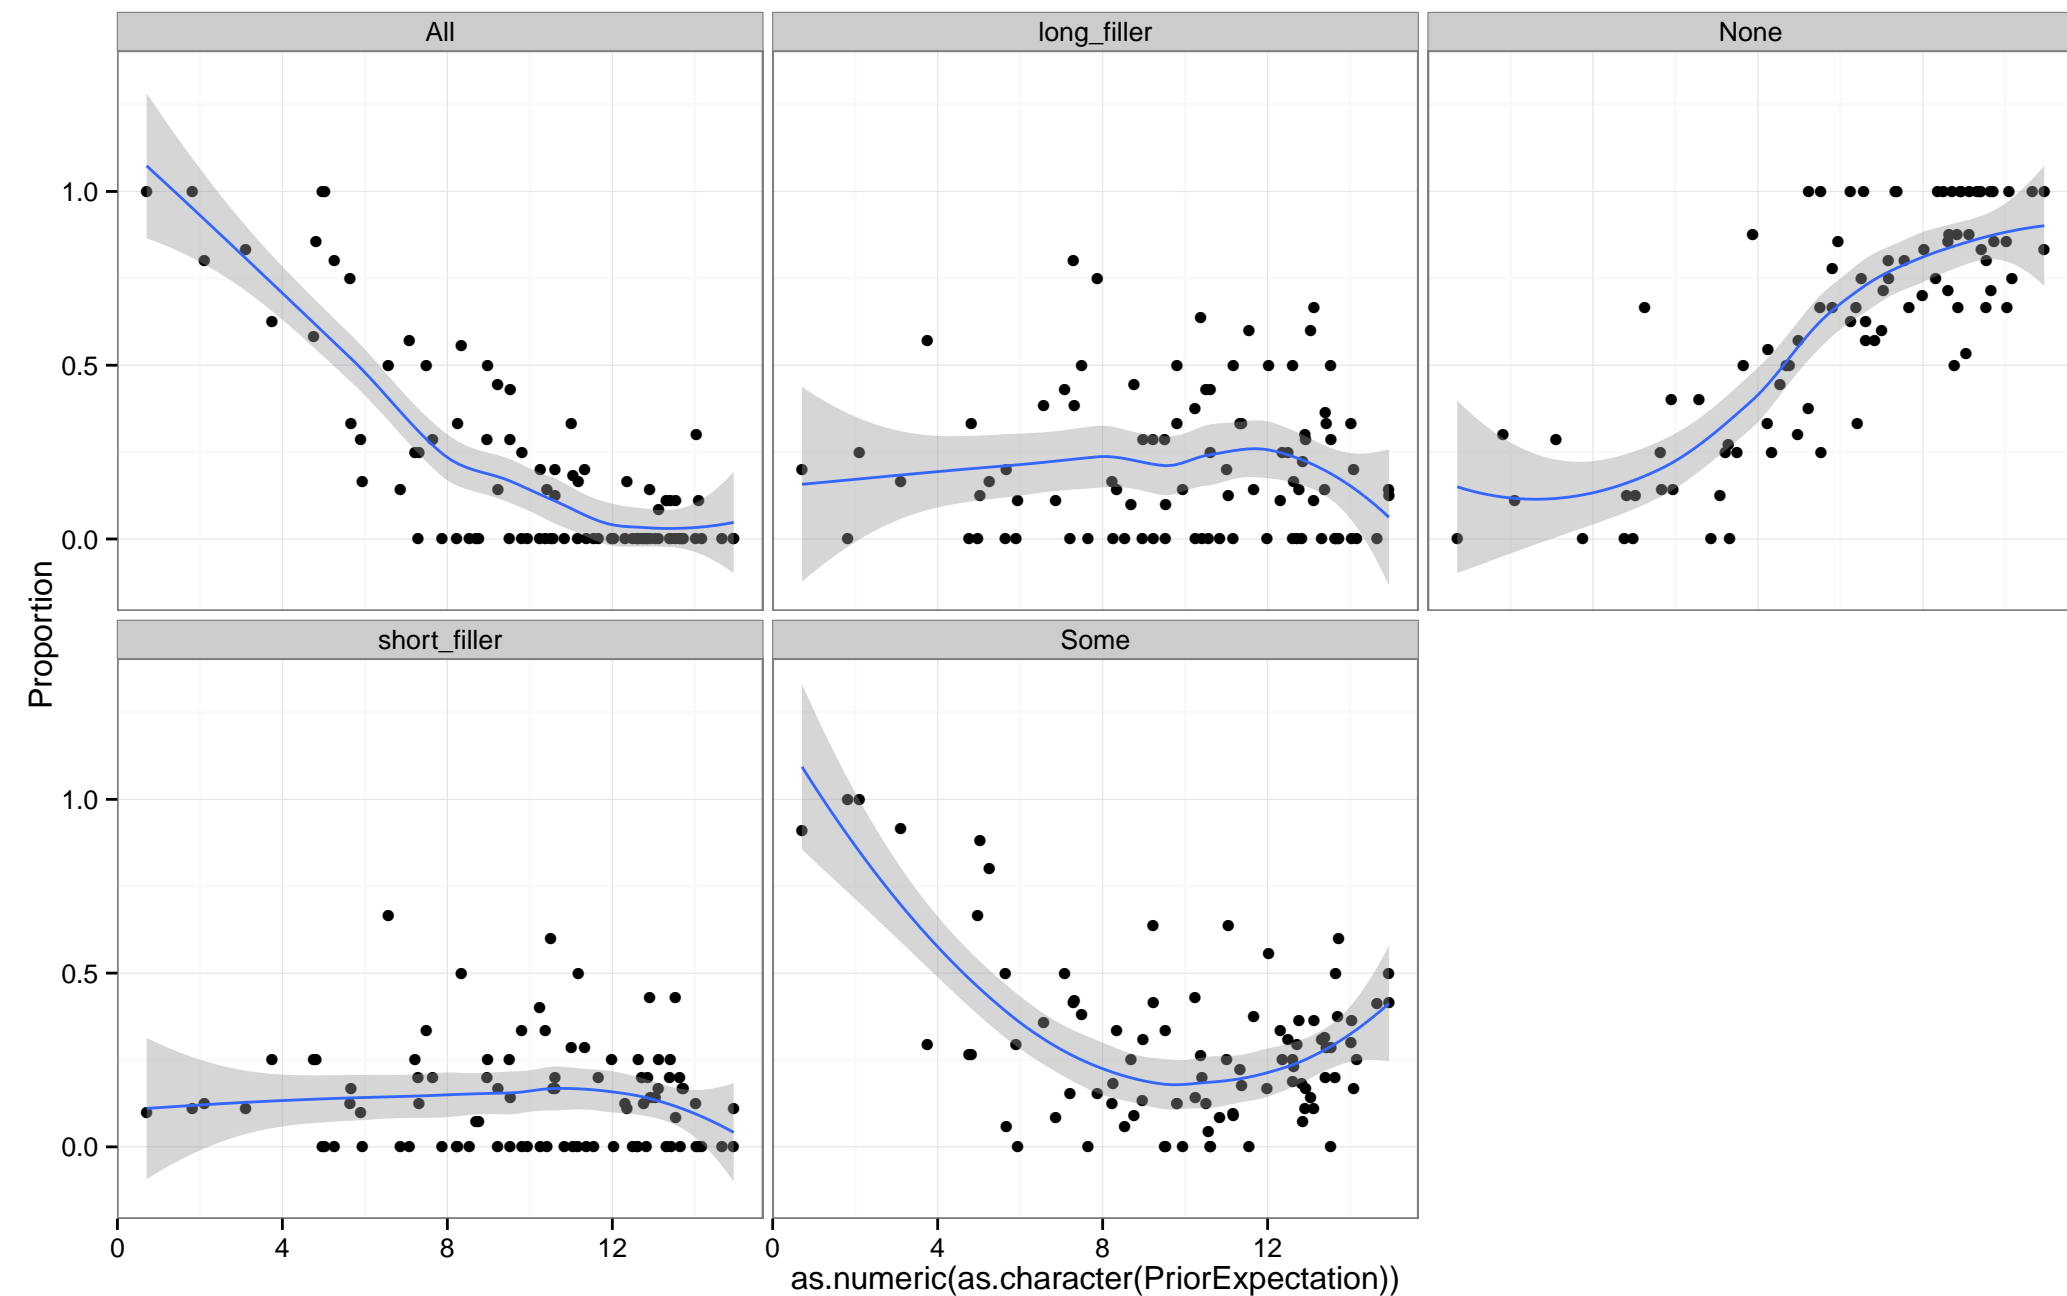 All long_filler None
1.0
0.5
0.0
Proportion
short_filler Some
1.0
0.5
0.0
0 4 8 12 0 4 8 12
as.numeric(as.character(PriorExpectation))